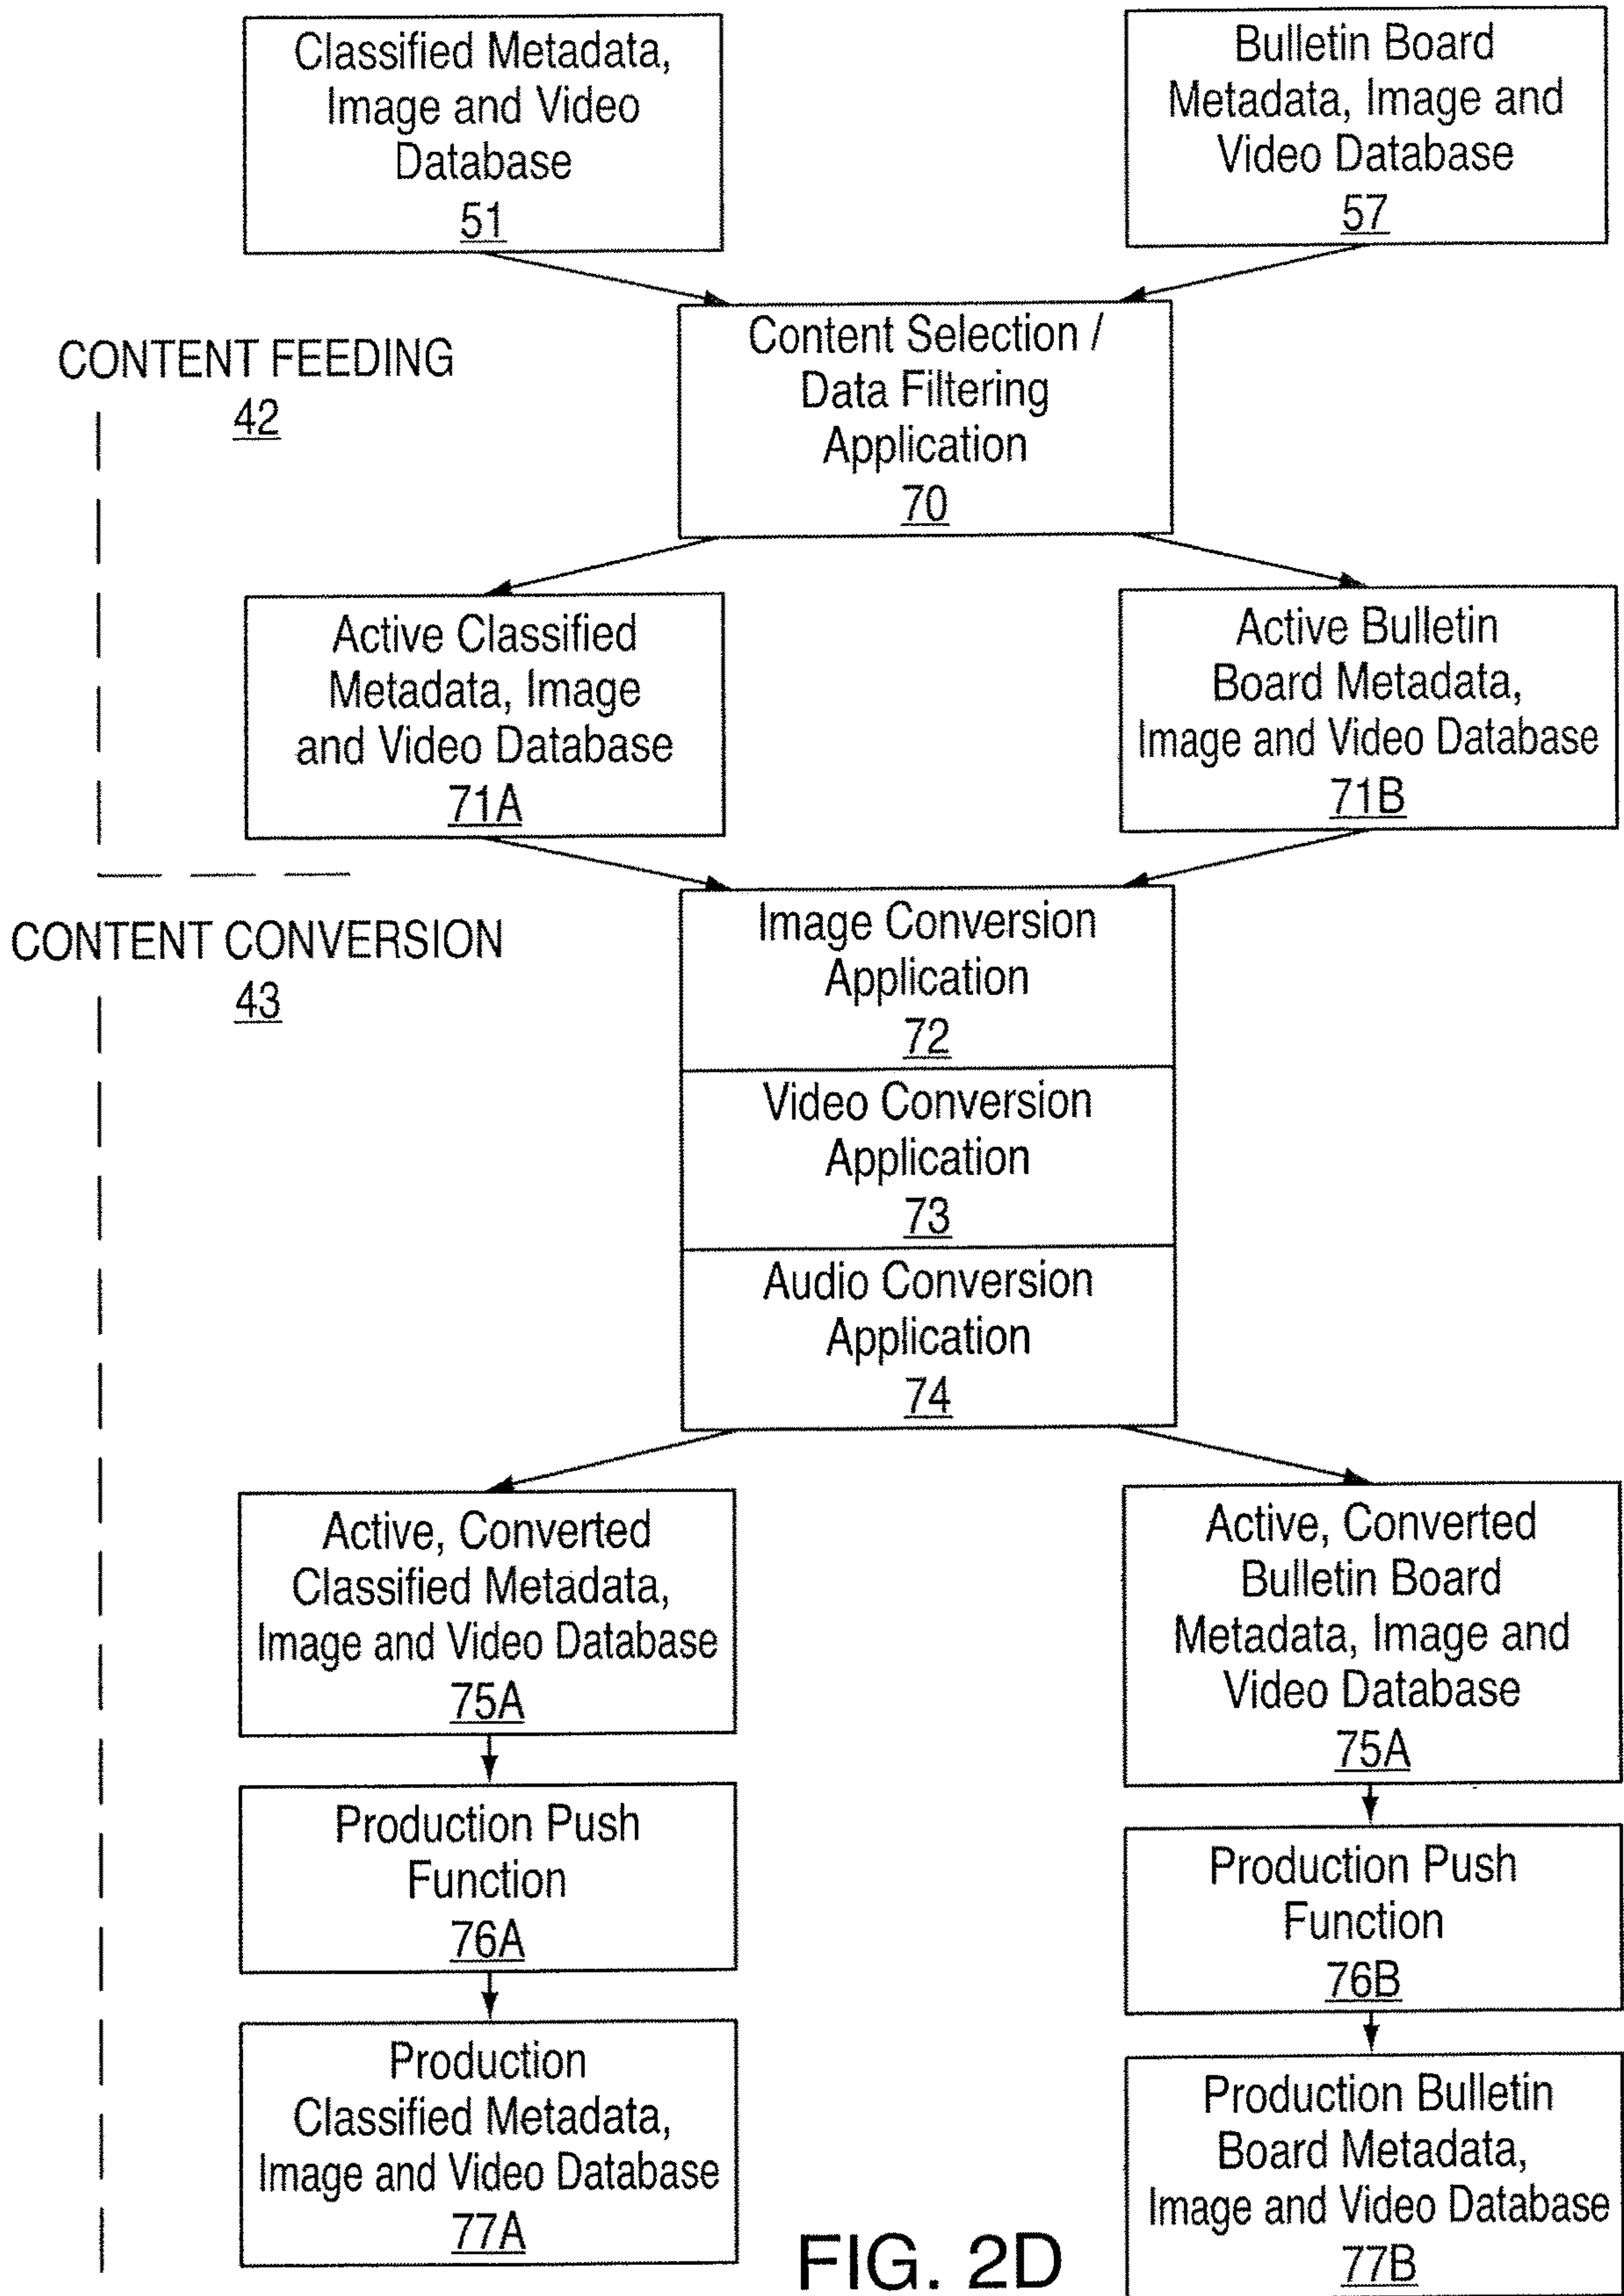 Classified Metadata,
Image and Video
Database
51
Bulletin Board
Metadata, Image and
Video Database
57
CONTENT FEEDING
42
Content Selection /
Data Filtering
Application
70
Active Classified
Metadata, Image
and Video Database
71A
Active Bulletin
Board Metadata,
Image and Video Database
71B
CONTENT CONVERSION
43
Image Conversion
Application
72
Video Conversion
Application
73
Audio Conversion
Application
74
Active, Converted
Classified Metadata,
Image and Video Database
75A
Active, Converted
Bulletin Board
Metadata, Image and
Video Database
75A
Production Push
Function
76A
Production Push
Function
76B
Production
Classified Metadata,
Image and Video Database
77A
Production Bulletin
Board Metadata,
Image and Video Database
77B
FIG. 2D